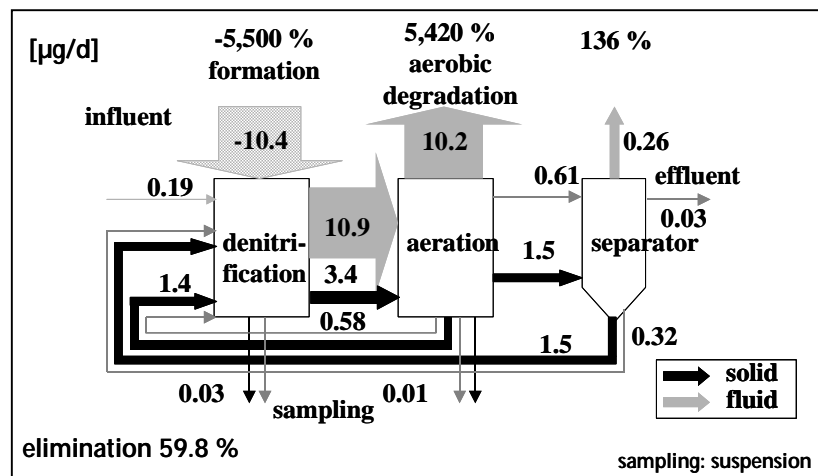 [µg/d]
-5,500 %
formation
5,420 %
aerobic
degradation
136 %
influent
-10.4
10.2
0.26
0.19
0.61
effluent
0.03
denitri-
fication
10.9
aeration
separator
1.5
3.4
1.4
0.58
1.5
0.32
0.03
sampling
0.01
solid
fluid
elimination 59.8 %
sampling: suspension